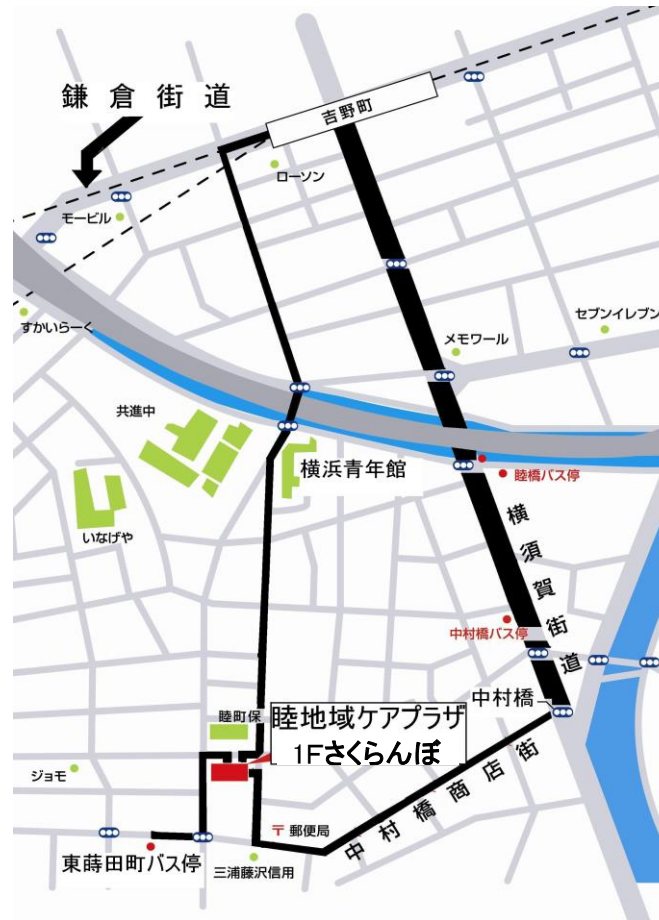 鎌倉街道
吉野町
ローソン
モービル
すかいらーく
セブンイレブン
メモワール
共進中
横浜青年館
睦橋バス停
いなげや
横須賀街道
中村橋バス停
中村橋
睦町保
睦地域ケアプラザ
1Fさくらんぼ
ジョモ
〒郵便局
中村橋商店街
東蒔田町バス停
三浦藤沢信用